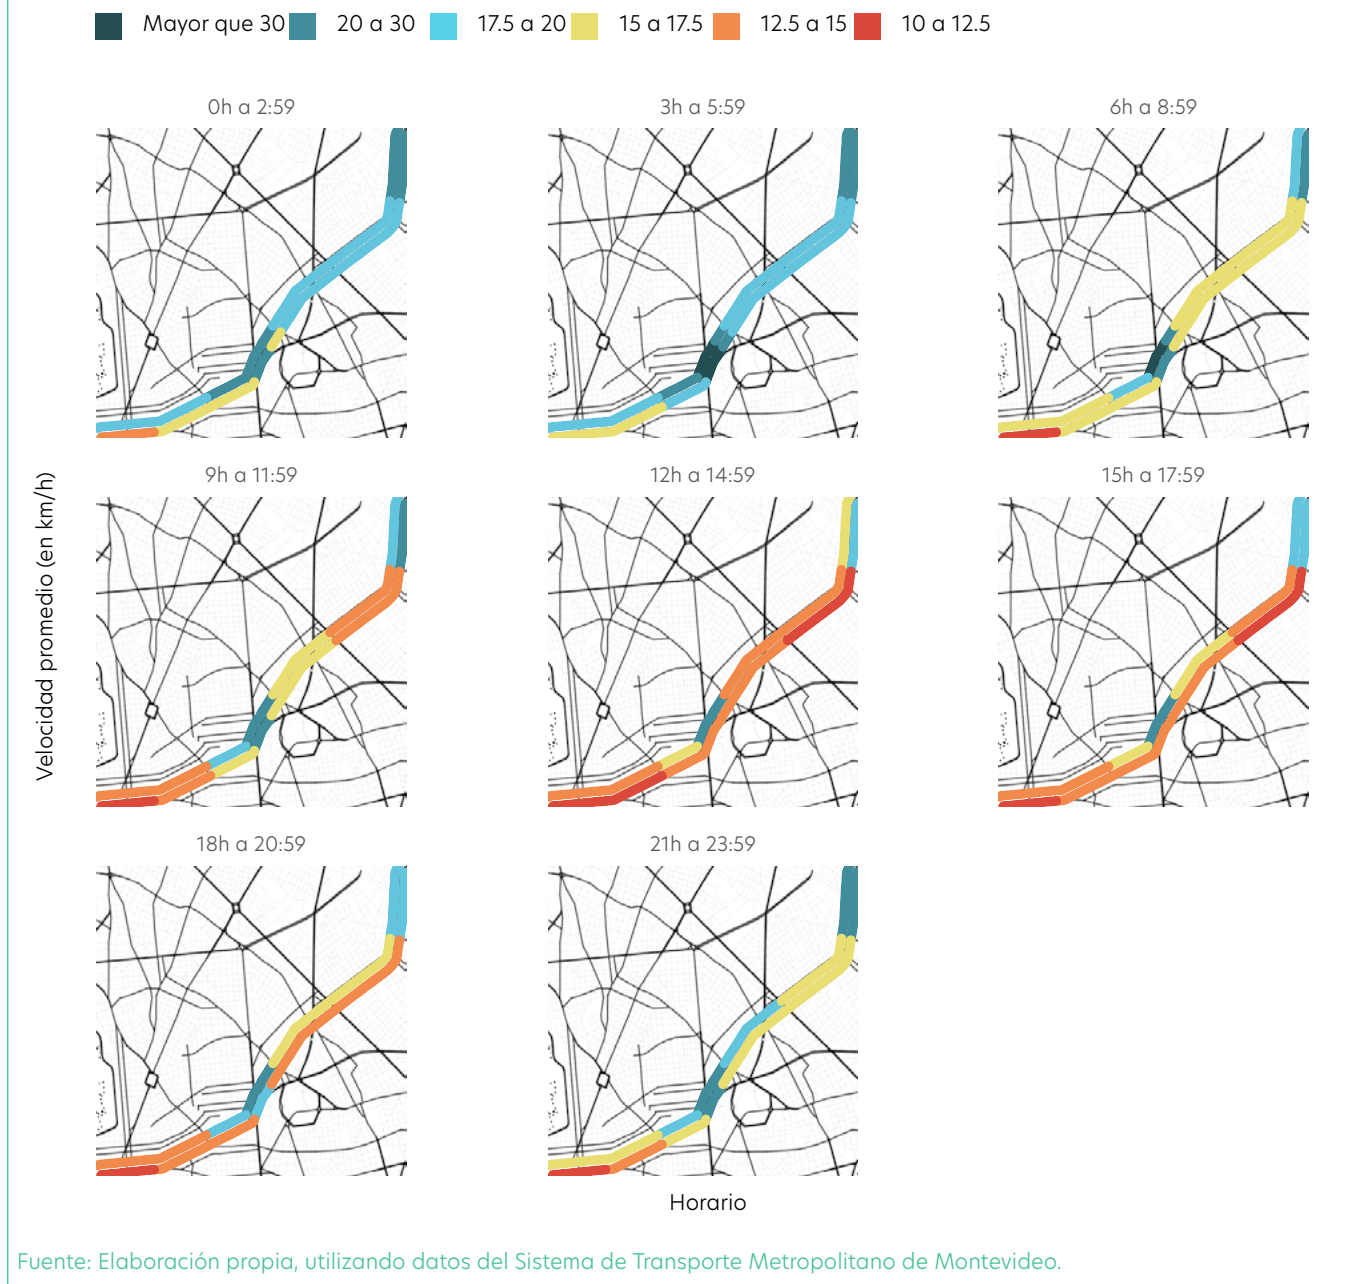 Mayor que 30 20 a 30 17.5 a 20 15 a 17.5 12.5 a 15 10 a 12.5
0h a 2:59 3h a 5:59 6h a 8:59
Velocidad promedio (en km/h)
9h a 11:59 12h a 14:59 15h a 17:59
18h a 20:59 21h a 23:59
Horario
Fuente: Elaboración propia, utilizando datos del Sistema de Transporte Metropolitano de Montevideo.